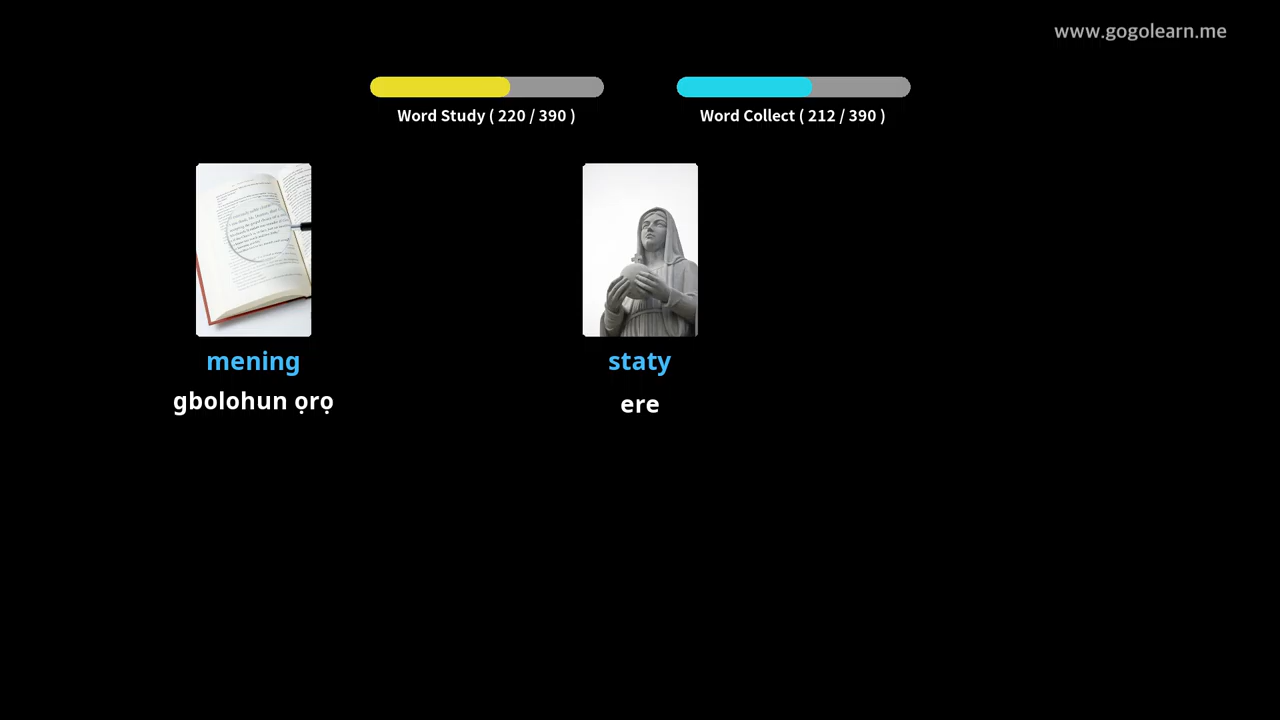 www.gogolearn.me
Word Study ( 220 / 390 )
Word Collect ( 212 / 390 )
mening
staty
gbolohun ọrọ
ere